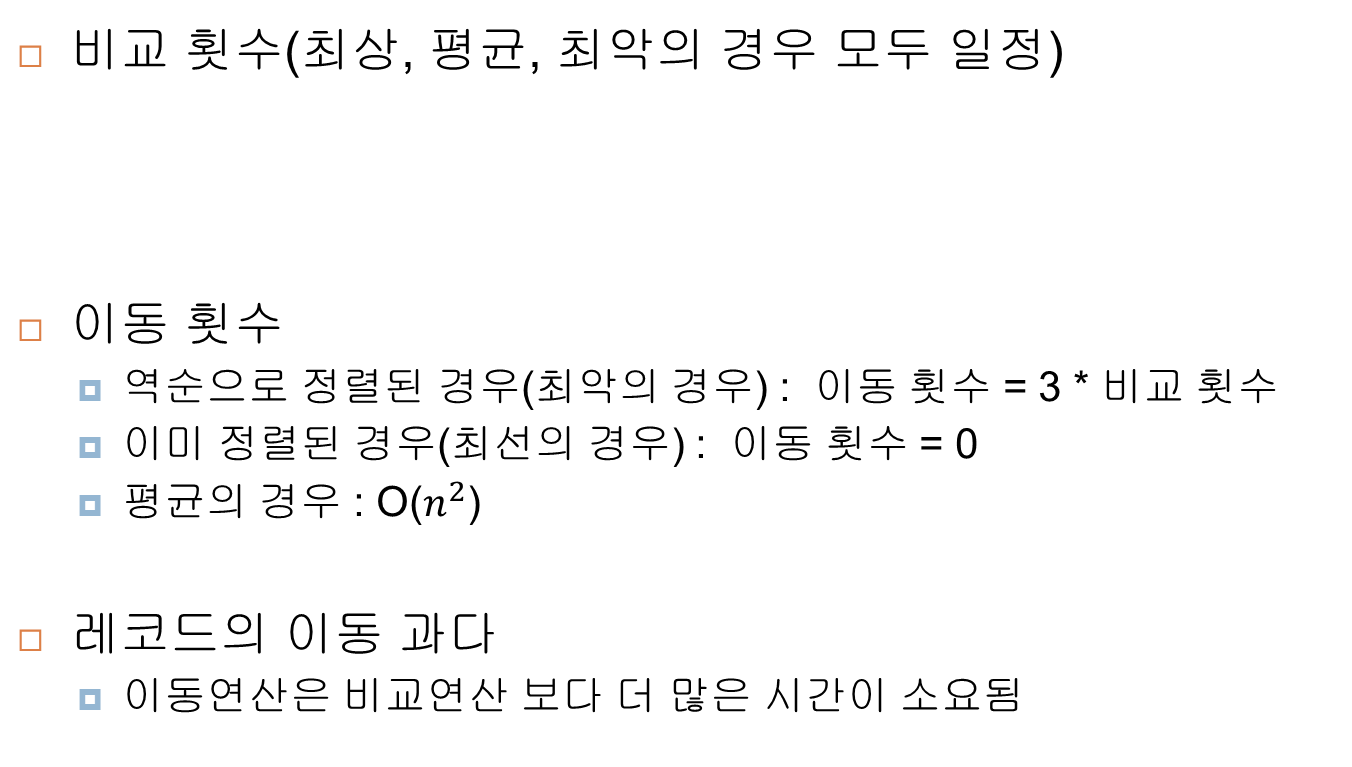 비교 횟수(최상, 평균, 최악의 경우 모두 일정)
이동 횟수
역순으로 정렬된 경우(최악의 경우) : 이동 횟수 = 3 * 비교 횟수
이미 정렬된 경우(최선의 경우) : 이동 횟수 = 0
평균의 경우 : O(n²)
레코드의 이동 과다
이동연산은 비교연산 보다 더 많은 시간이 소요됨